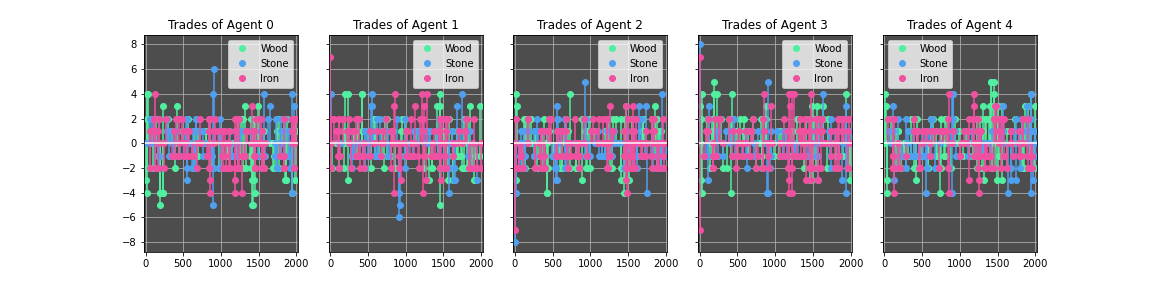 Trades of Agent 0
Trades of Agent 1
Trades of Agent 2
Trades of Agent 3
Trades of Agent 4
Wood
Stone
Iron
Wood
Stone
Iron
Wood
Stone
Iron
Wood
Stone
Iron
Wood
Stone
Iron
8
6
4
2
0
−2
−4
−6
−8
0 500 1000 1500 2000
0 500 1000 1500 2000
0 500 1000 1500 2000
0 500 1000 1500 2000
0 500 1000 1500 2000